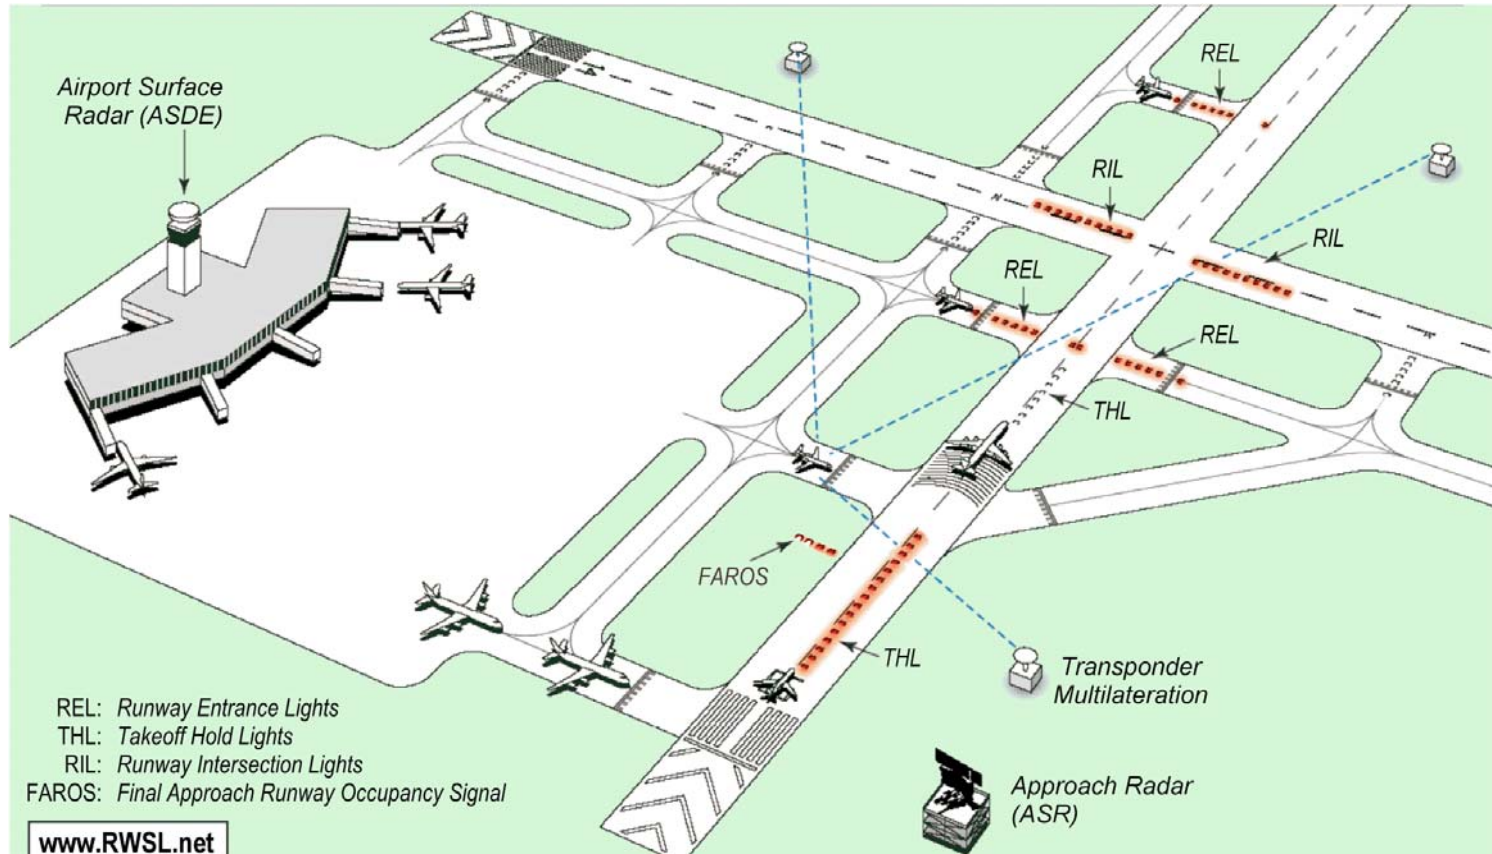 Airport Surface
Radar (ASDE)
REL
RIL
RIL
REL
REL
THL
FAROS
THL
Transponder
Multilateration
REL: Runway Entrance Lights
THL: Takeoff Hold Lights
RIL: Runway Intersection Lights
FAROS: Final Approach Runway Occupancy Signal
Approach Radar
(ASR)
www.RWSL.net